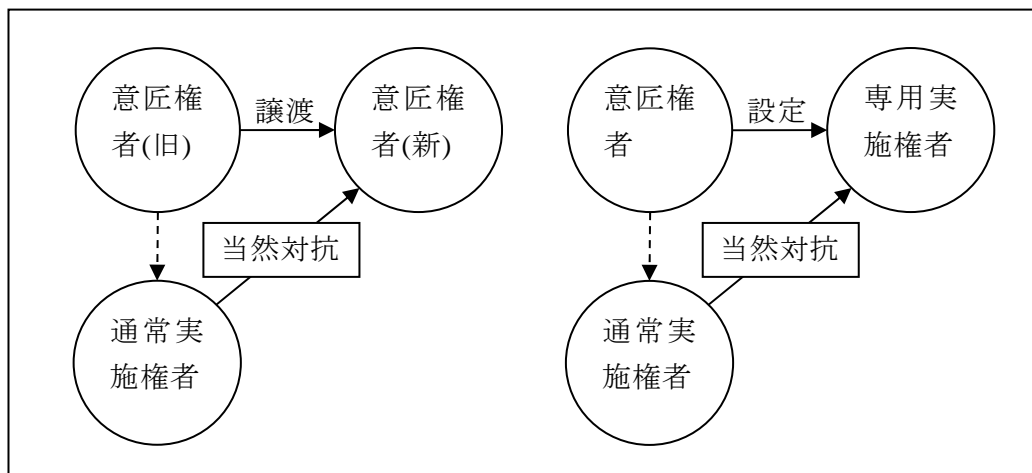 意匠権
者(旧)
譲渡
意匠権
者(新)
当然対抗
通常実
施権者
意匠権
者
設定
専用実
施権者
当然対抗
通常実
施権者